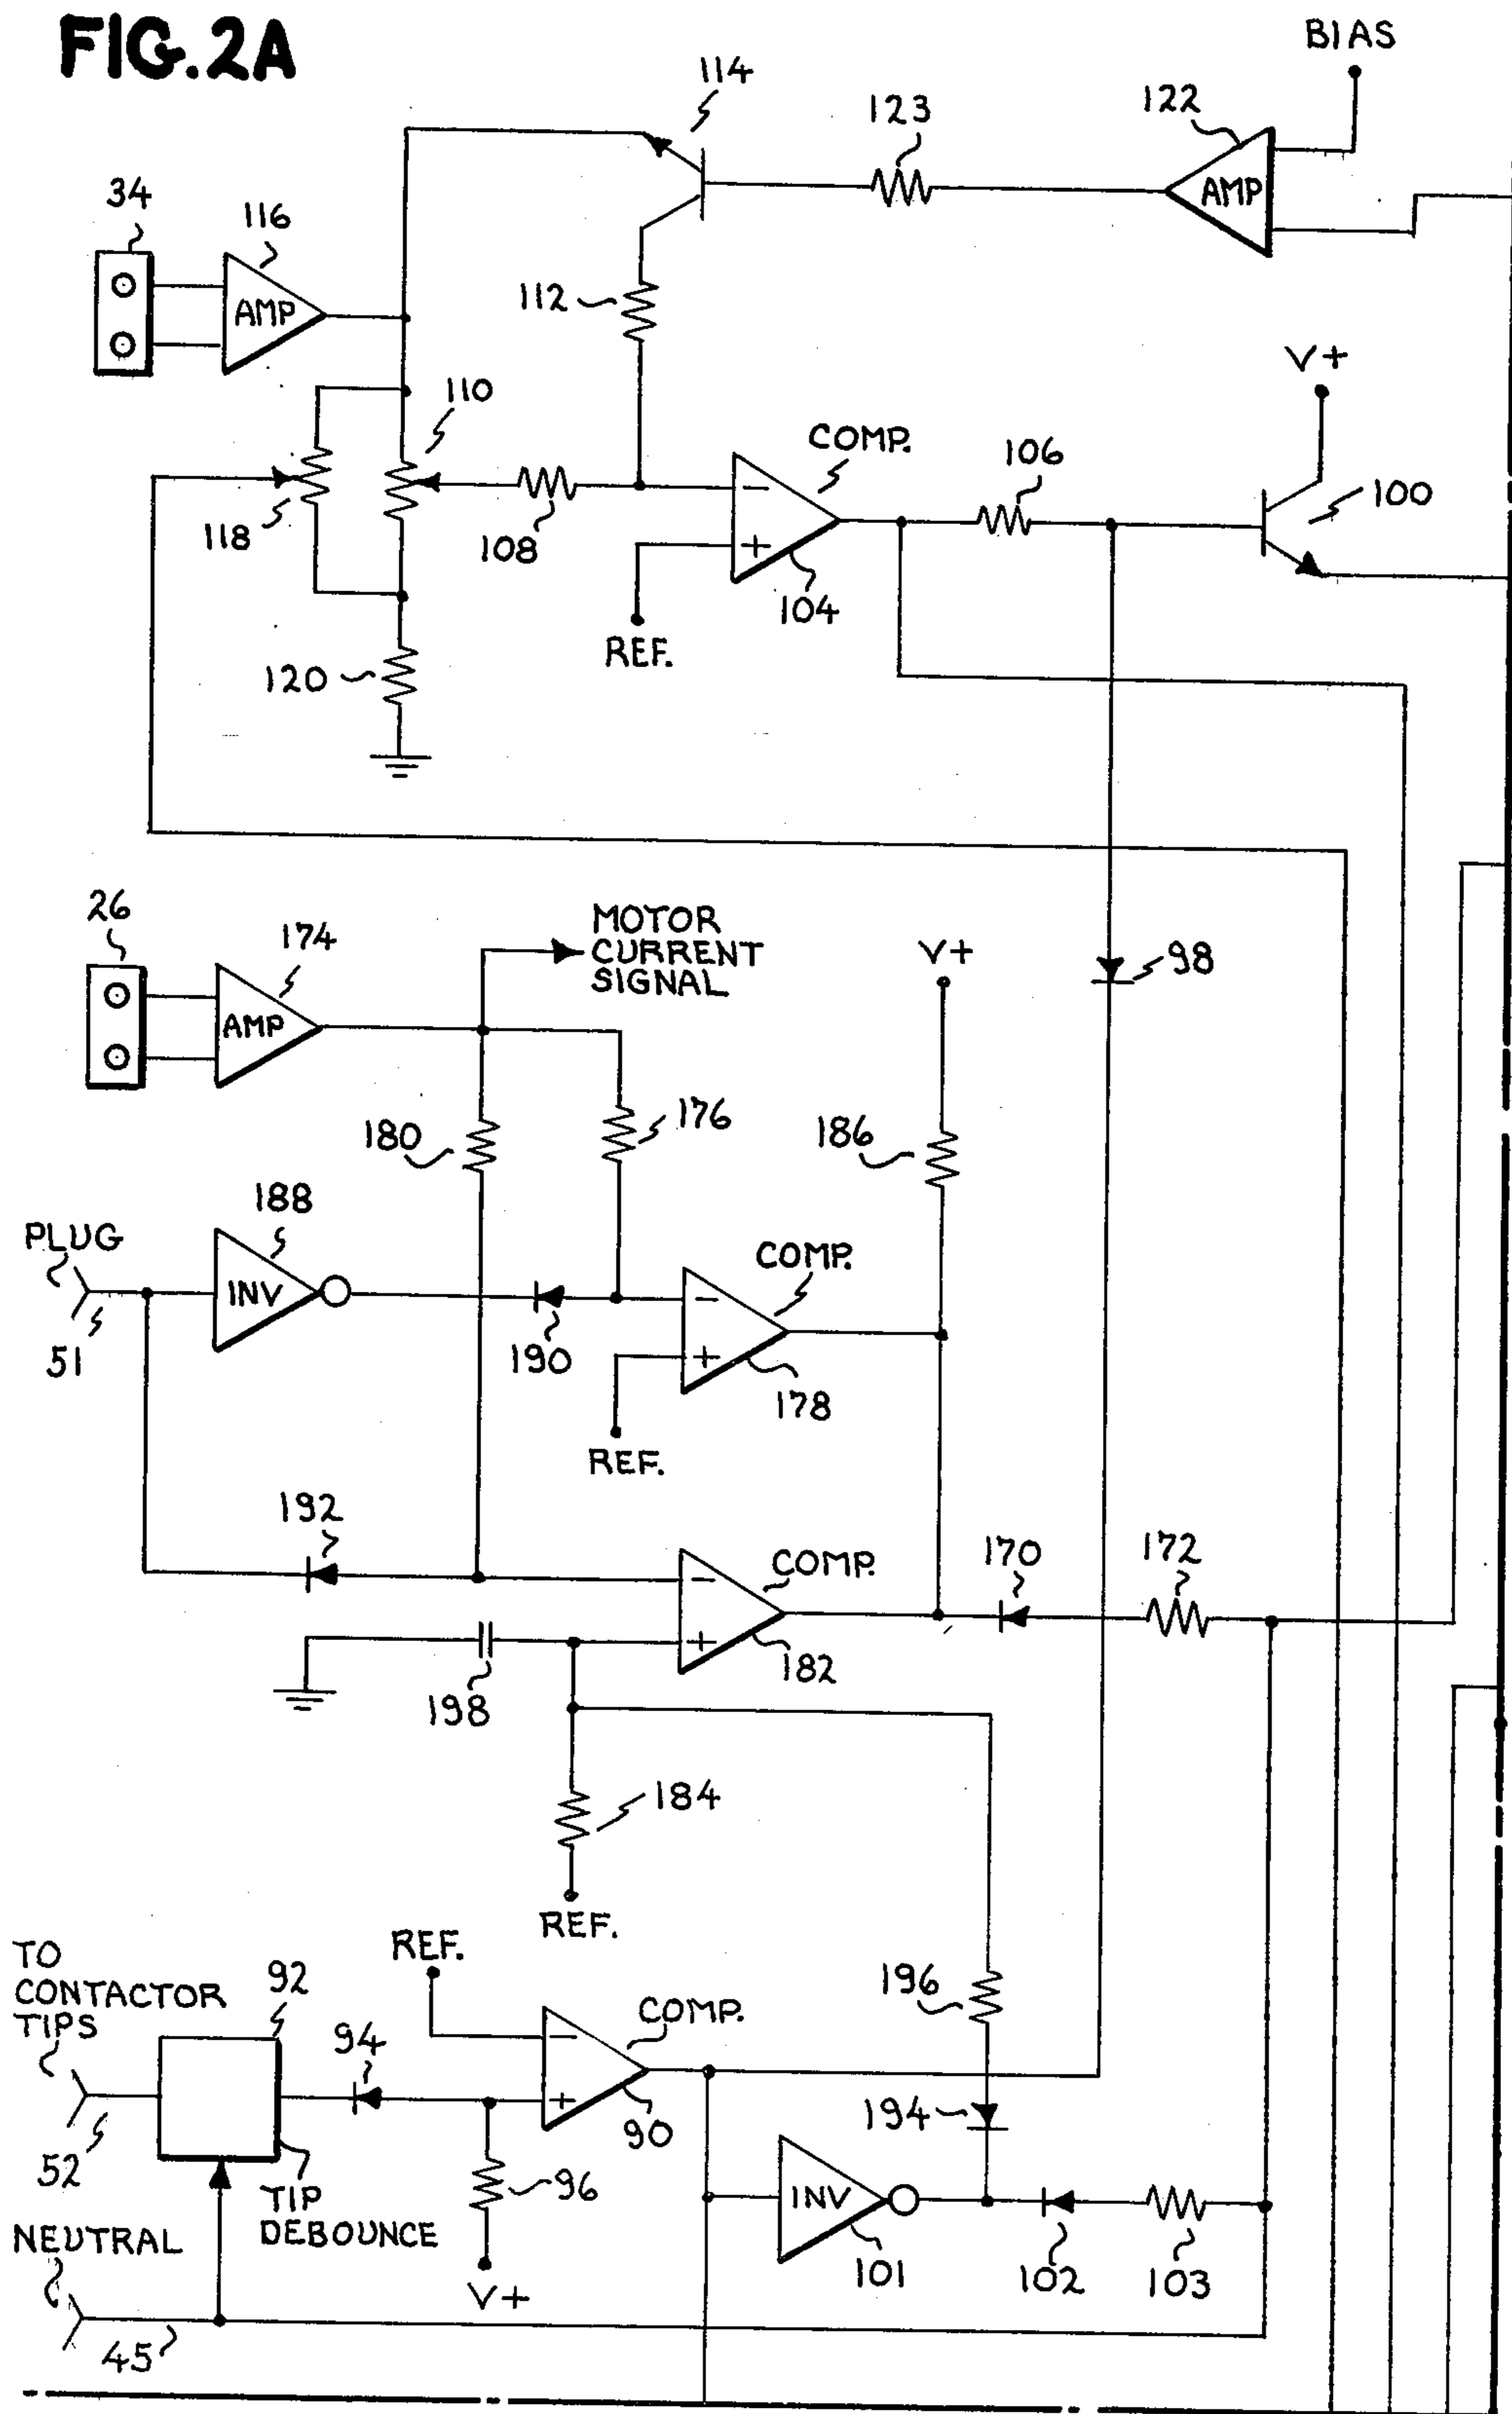 FIG. 2A
BIAS
114
123
122
AMP
34
116
AMP
112
V+
110
COMP.
106
100
118
108
104
REF.
120
26
174
AMP
MOTOR
CURRENT
SIGNAL
V+
98
180
176
186
188
PLUG
INV
COMP.
51
190
178
REF.
192
COMP.
170
172
198
182
184
REF.
REF.
TO
CONTACTOR
TIPS
92
94
COMP.
196
90
194
52
96
INV
TIP
DEBOUNCE
NEUTRAL
V+
101
102
103
45